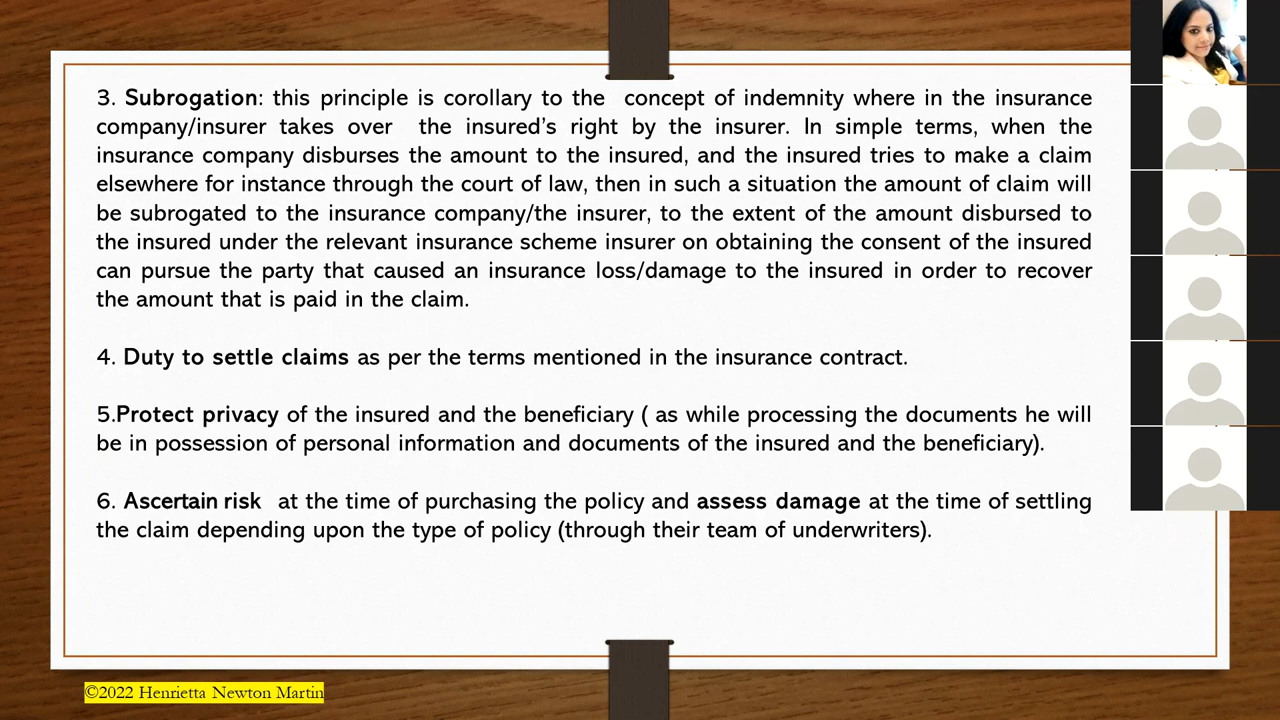 3. Subrogation: this principle is corollary to the concept of indemnity where in the insurance
company/insurer takes over the insured's right by the insurer. In simple terms, when the
insurance company disburses the amount to the insured, and the insured tries to make a claim
elsewhere for instance through the court of law, then in such a situation the amount of claim will
be subrogated to the insurance company/the insurer, to the extent of the amount disbursed to
the insured under the relevant insurance scheme insurer on obtaining the consent of the insured
can pursue the party that caused an insurance loss/damage to the insured in order to recover
the amount that is paid in the claim.
4. Duty to settle claims as per the terms mentioned in the insurance contract.
5.Protect privacy of the insured and the beneficiary ( as while processing the documents he will
be in possession of personal information and documents of the insured and the beneficiary).
6. Ascertain risk at the time of purchasing the policy and assess damage at the time of settling
the claim depending upon the type of policy (through their team of underwriters).
©2022 Henrietta Newton Martin